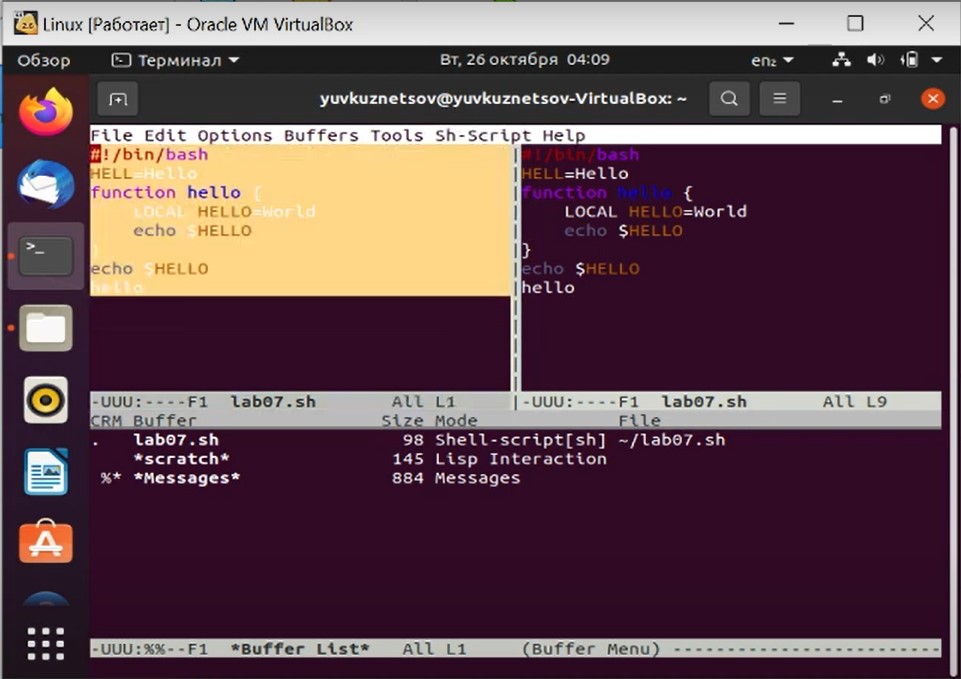 Linux [Работает] - Oracle VM VirtualBox
Обзор Терминал Вт, 26 октября 04:09 en₂
yuvkuznetsov@yuvkuznetsov-VirtualBox: ~
File Edit Options Buffers Tools Sh-Script Help
#!/bin/bash
HELL=Hello
function hello {
    LOCAL HELLO=World
    echo $HELLO
}
echo $HELLO
hello
-UUU:----F1  lab07.sh       All L1
#!/bin/bash
HELL=Hello
function hello {
    LOCAL HELLO=World
    echo $HELLO
}
echo $HELLO
hello
-UUU:----F1  lab07.sh       All L9
CRM Buffer                 Size Mode             File
.   lab07.sh                 98 Shell-script[sh] ~/lab07.sh
    *scratch*               145 Lisp Interaction
 %* *Messages*              884 Messages
-UUU:%%--F1  *Buffer List*   All L1     (Buffer Menu) -------------------------